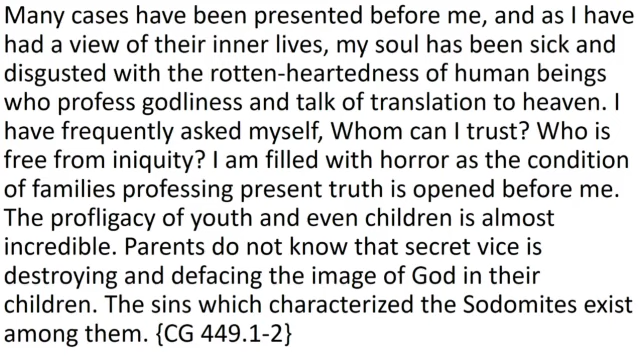 Many cases have been presented before me, and as I have
had a view of their inner lives, my soul has been sick and
disgusted with the rotten-heartedness of human beings
who profess godliness and talk of translation to heaven. I
have frequently asked myself, Whom can I trust? Who is
free from iniquity? I am filled with horror as the condition
of families professing present truth is opened before me.
The profligacy of youth and even children is almost
incredible. Parents do not know that secret vice is
destroying and defacing the image of God in their
children. The sins which characterized the Sodomites exist
among them. {CG 449.1-2}